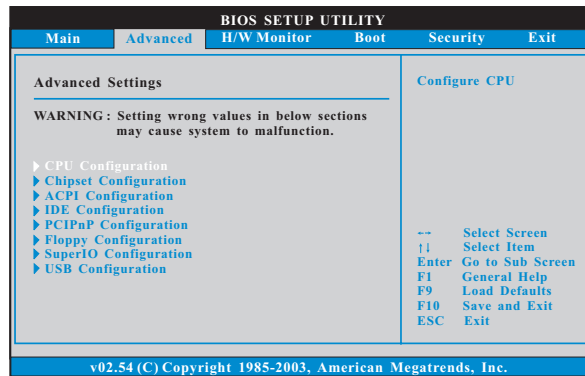 BIOS SETUP UTILITY
Main Advanced H/W Monitor Boot Security Exit
Advanced Settings
WARNING : Setting wrong values in below sections
may cause system to malfunction.
CPU Configuration
Chipset Configuration
ACPI Configuration
IDE Configuration
PCIPnP Configuration
Floppy Configuration
SuperIO Configuration
USB Configuration
Configure CPU
←→ Select Screen
↑↓ Select Item
Enter Go to Sub Screen
F1 General Help
F9 Load Defaults
F10 Save and Exit
ESC Exit
v02.54 (C) Copyright 1985-2003, American Megatrends, Inc.